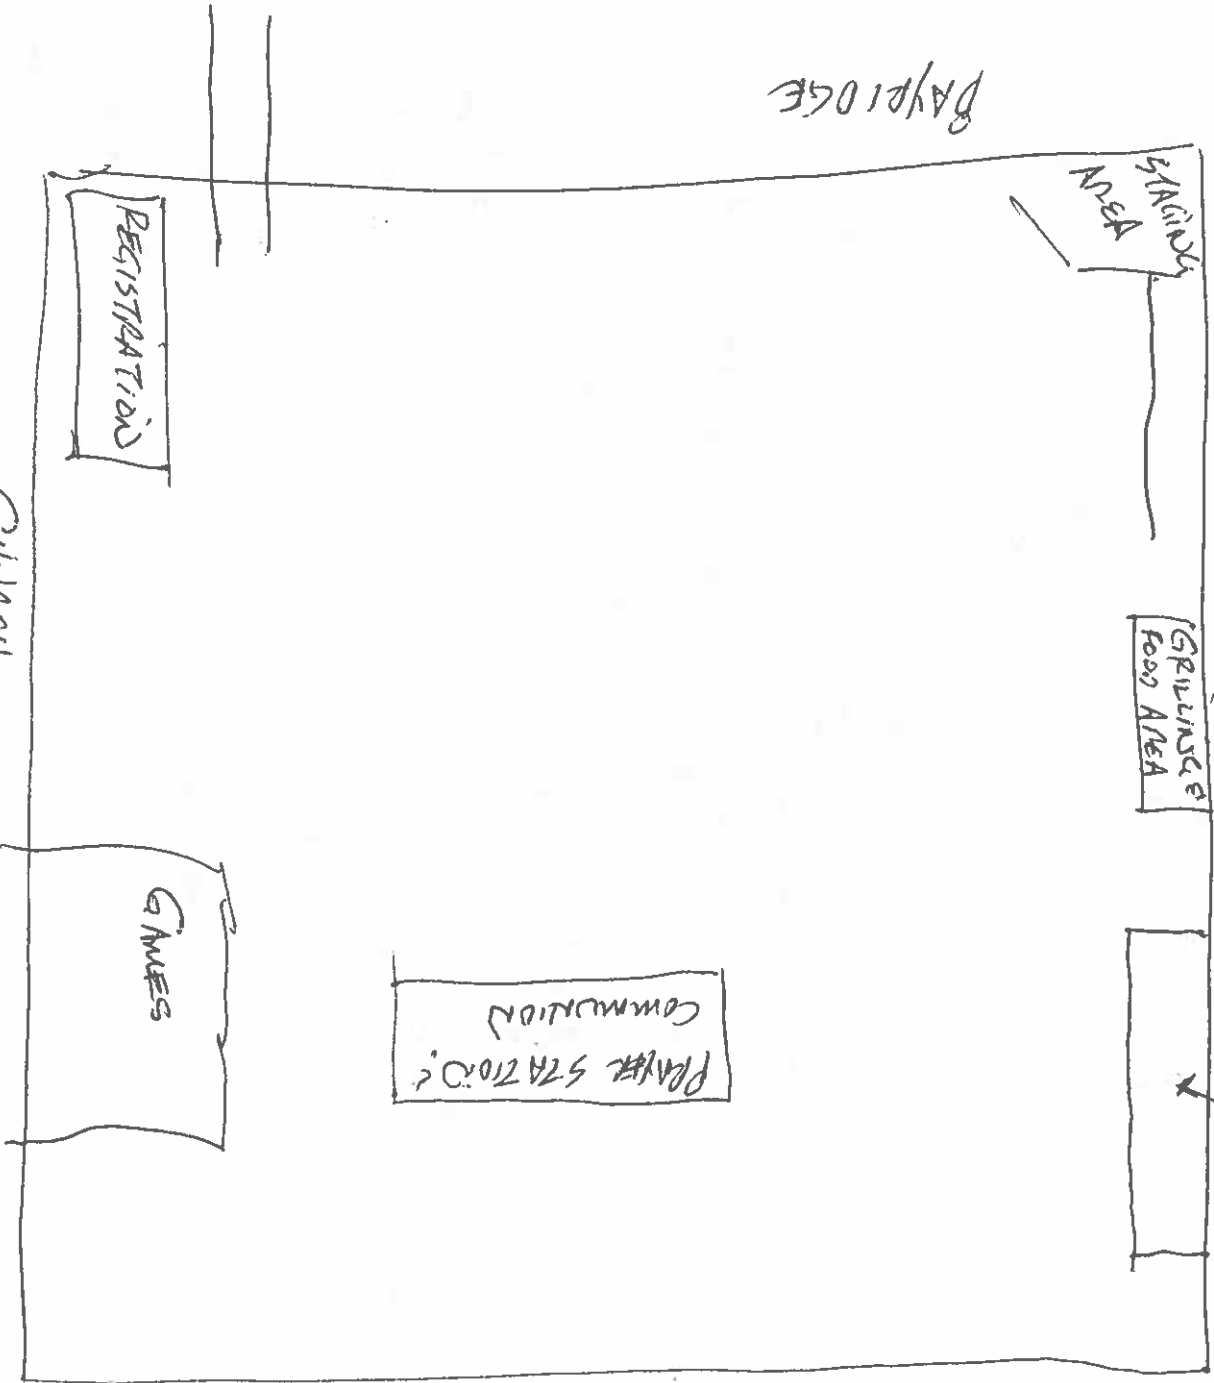 BAYRIDGE
STAGING
AREA
REGISTRATION
GRILLING &
FOOD AREA
GAMES
PRAYER STATION:
COMMUNION